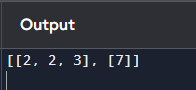 Output
[[2, 2, 3], [7]]